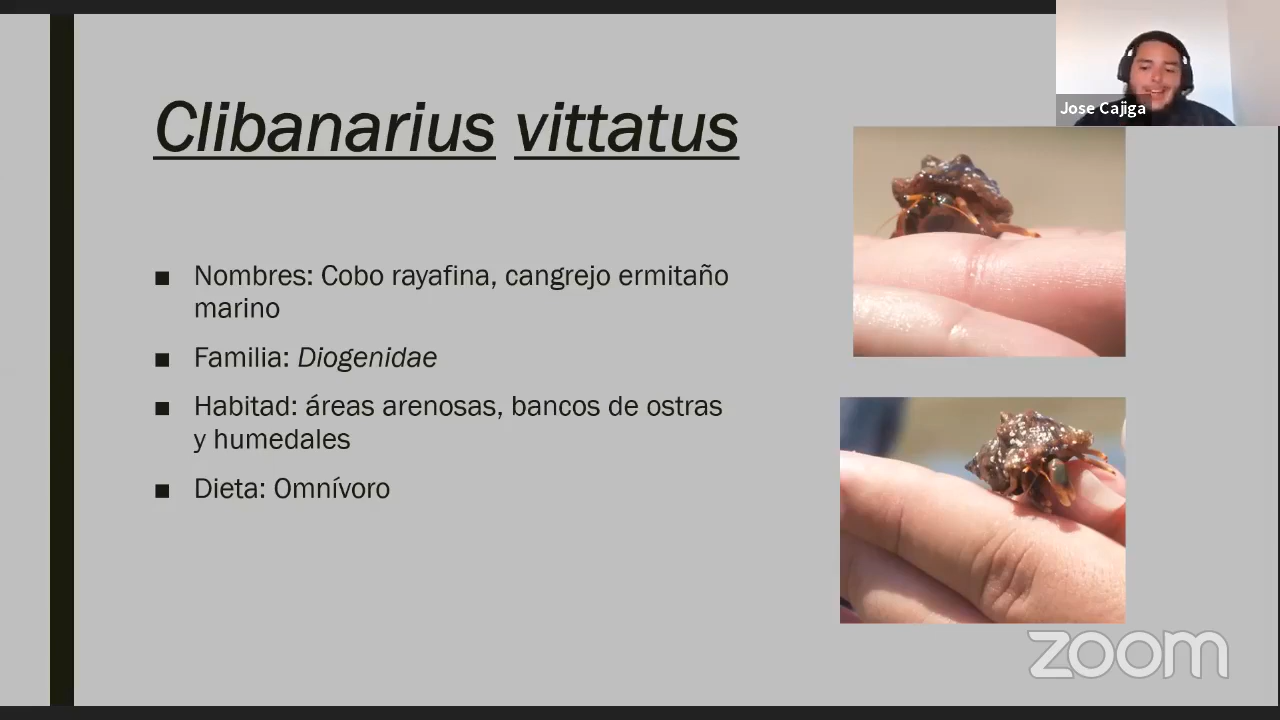 Clibanarius vittatus
Jose Cajiga
■ Nombres: Cobo rayafina, cangrejo ermitaño
marino
■ Familia: Diogenidae
■ Habitad: áreas arenosas, bancos de ostras
y humedales
■ Dieta: Omnívoro
zoom